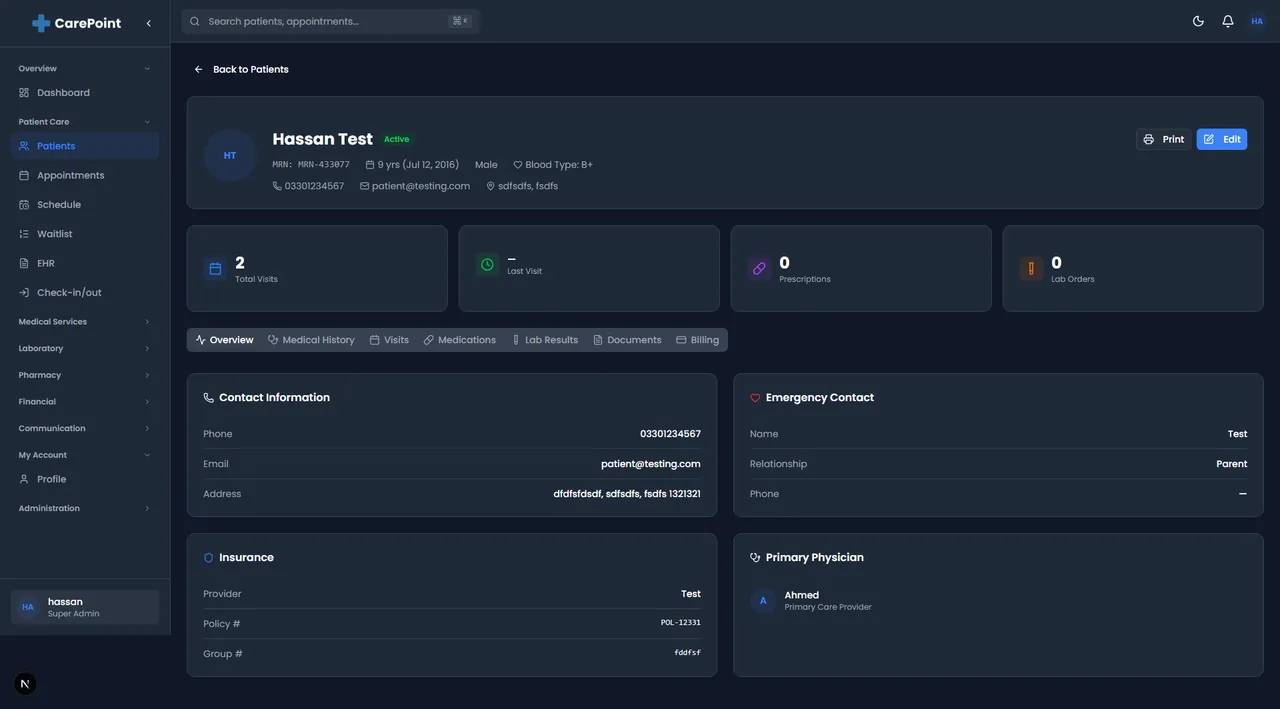 CarePoint
Search patients, appointments...
⌘ K
HA
Overview
Dashboard
Patient Care
Patients
Appointments
Schedule
Waitlist
EHR
Check-in/out
Medical Services
Laboratory
Pharmacy
Financial
Communication
My Account
Profile
Administration
HA
hassan
Super Admin
N
Back to Patients
HT
Hassan Test Active
MRN: MRN-433077 9 yrs (Jul 12, 2016) Male Blood Type: B+
03301234567 patient@testing.com sdfsdfs, fsdfs
Print Edit
2
Total Visits
—
Last Visit
0
Prescriptions
0
Lab Orders
Overview Medical History Visits Medications Lab Results Documents Billing
Contact Information
Phone 03301234567
Email patient@testing.com
Address dfdfsfdsdf, sdfsdfs, fsdfs 1321321
Emergency Contact
Name Test
Relationship Parent
Phone —
Insurance
Provider Test
Policy # POL-12331
Group # fddfsf
Primary Physician
A
Ahmed
Primary Care Provider